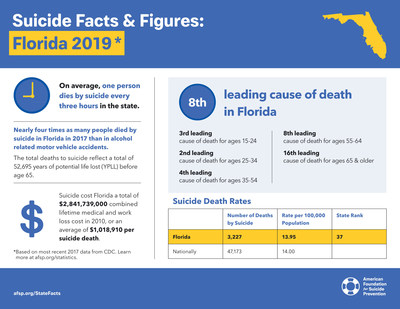 Suicide Facts & Figures:
Florida 2019*
On average, one person
dies by suicide every
three hours in the state.
Nearly four times as many people died by
suicide in Florida in 2017 than in alcohol
related motor vehicle accidents.
The total deaths to suicide reflect a total of
52,695 years of potential life lost (YPLL) before
age 65.
$
Suicide cost Florida a total of
$2,841,739,000 combined
lifetime medical and work
loss cost in 2010, or an
average of $1,018,910 per
suicide death.
*Based on most recent 2017 data from CDC. Learn
more at afsp.org/statistics.
8th
leading cause of death
in Florida
3rd leading
cause of death for ages 15-24
2nd leading
cause of death for ages 25-34
4th leading
cause of death for ages 35-54
8th leading
cause of death for ages 55-64
16th leading
cause of death for ages 65 & older
Suicide Death Rates
Number of Deaths by Suicide Rate per 100,000 Population State Rank
Florida 3,227 13.95 37
Nationally 47,173 14.00
afsp.org/StateFacts
American
Foundation
for Suicide
Prevention